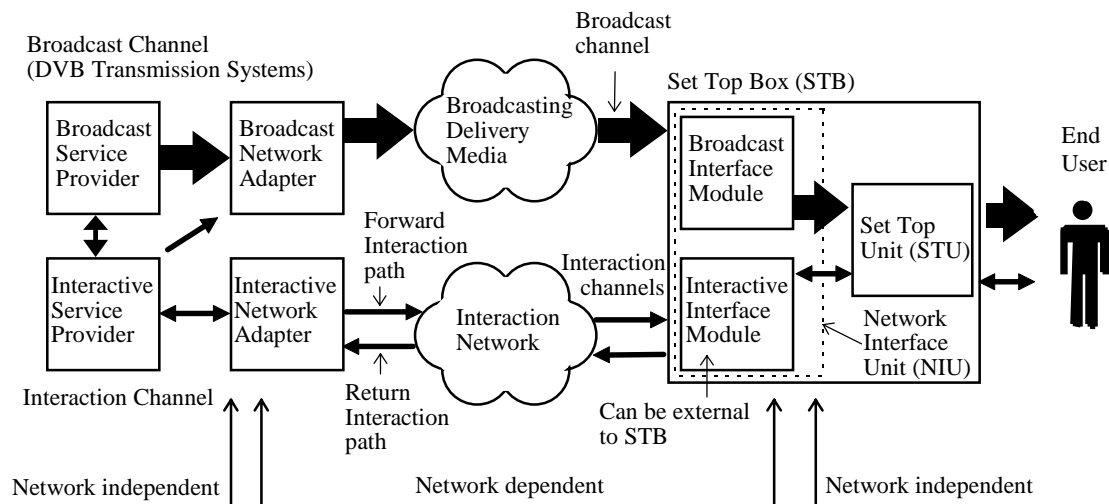 Broadcast Channel
(DVB Transmission Systems)
Broadcast
channel
Set Top Box (STB)
Broadcast
Service
Provider
Broadcast
Network
Adapter
Broadcasting
Delivery
Media
Broadcast
Interface
Module
Set Top
Unit (STU)
End
User
Forward
Interaction
path
Interactive
Service
Provider
Interactive
Network
Adapter
Interaction
Network
Interaction
channels
Interactive
Interface
Module
Network
Interface
Unit (NIU)
Interaction Channel
Return
Interaction
path
Can be external
to STB
Network independent
Network dependent
Network independent